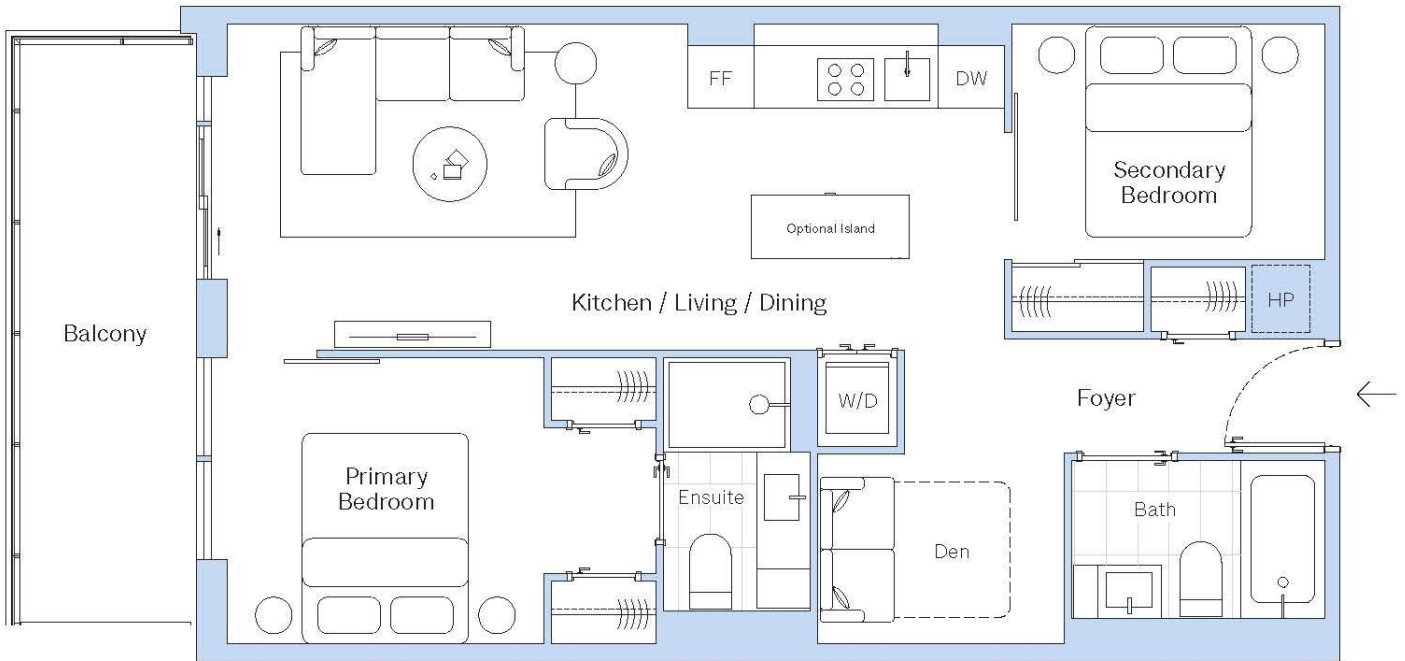 FF
DW
Secondary
Bedroom
Optional Island
Kitchen / Living / Dining
HP
Balcony
W/D
Foyer
Primary
Bedroom
Ensuite
Bath
Den